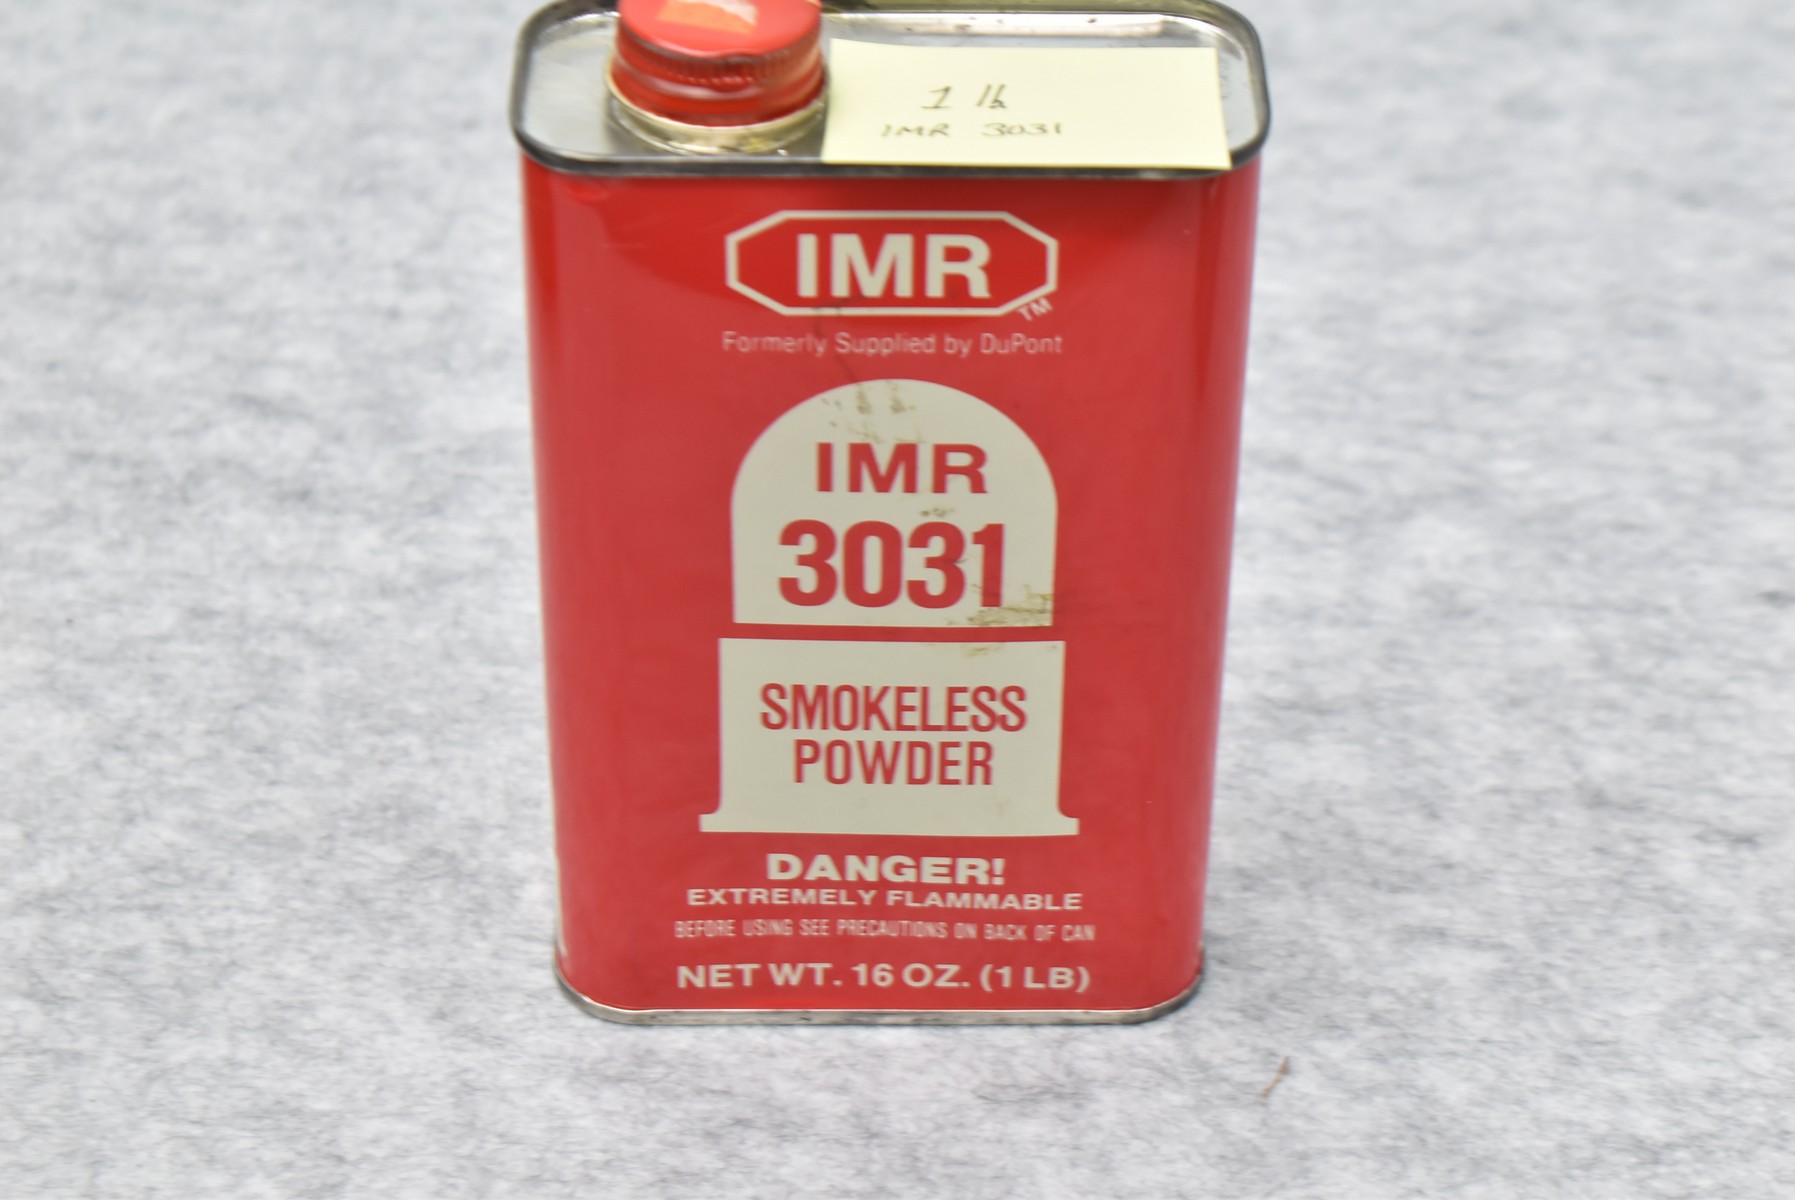 1 lb
IMR 3031
IMR
TM
Formerly Supplied by DuPont
IMR
3031
SMOKELESS
POWDER
DANGER!
EXTREMELY FLAMMABLE
BEFORE USING SEE PRECAUTIONS ON BACK OF CAN
NET WT. 16 OZ. (1 LB)